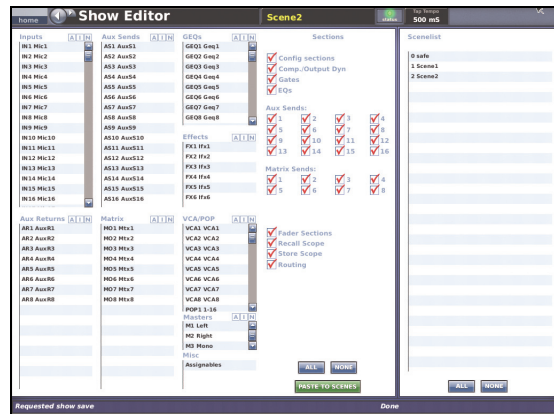 home
Show Editor
Scene2
status
Tap Tempo
500 mS
Inputs
A I N
IN1 Mic1
IN2 Mic2
IN3 Mic3
IN4 Mic4
IN5 Mic5
IN6 Mic6
IN7 Mic7
IN8 Mic8
IN9 Mic9
IN10 Mic10
IN11 Mic11
IN12 Mic12
IN13 Mic13
IN14 Mic14
IN15 Mic15
IN16 Mic16
Aux Sends
A I N
AS1 AuxS1
AS2 AuxS2
AS3 AuxS3
AS4 AuxS4
AS5 AuxS5
AS6 AuxS6
AS7 AuxS7
AS8 AuxS8
AS9 AuxS9
AS10 AuxS10
AS11 AuxS11
AS12 AuxS12
AS13 AuxS13
AS14 AuxS14
AS15 AuxS15
AS16 AuxS16
GEQs
A I N
GEQ1 Geq1
GEQ2 Geq2
GEQ3 Geq3
GEQ4 Geq4
GEQ5 Geq5
GEQ6 Geq6
GEQ7 Geq7
GEQ8 Geq8
Effects
A I N
FX1 Ifx1
FX2 Ifx2
FX3 Ifx3
FX4 Ifx4
FX5 Ifx5
FX6 Ifx6
Aux Returns
A I N
AR1 AuxR1
AR2 AuxR2
AR3 AuxR3
AR4 AuxR4
AR5 AuxR5
AR6 AuxR6
AR7 AuxR7
AR8 AuxR8
Matrix
A I N
MO1 Mtx1
MO2 Mtx2
MO3 Mtx3
MO4 Mtx4
MO5 Mtx5
MO6 Mtx6
MO7 Mtx7
MO8 Mtx8
VCA/POP
A I N
VCA1 VCA1
VCA2 VCA2
VCA3 VCA3
VCA4 VCA4
VCA5 VCA5
VCA6 VCA6
VCA7 VCA7
VCA8 VCA8
POP1 1-16
Masters
A I N
M1 Left
M2 Right
M3 Mono
Misc
Assignables
Sections
Config sections
Comp./Output Dyn
Gates
EQs
Aux Sends:
1 2 3 4
5 6 7 8
9 10 11 12
13 14 15 16
Matrix Sends:
1 2 3 4
5 6 7 8
Fader Sections
Recall Scope
Store Scope
Routing
ALL NONE
PASTE TO SCENES
Scenelist
0 safe
1 Scene1
2 Scene2
ALL NONE
Requested show save
Done